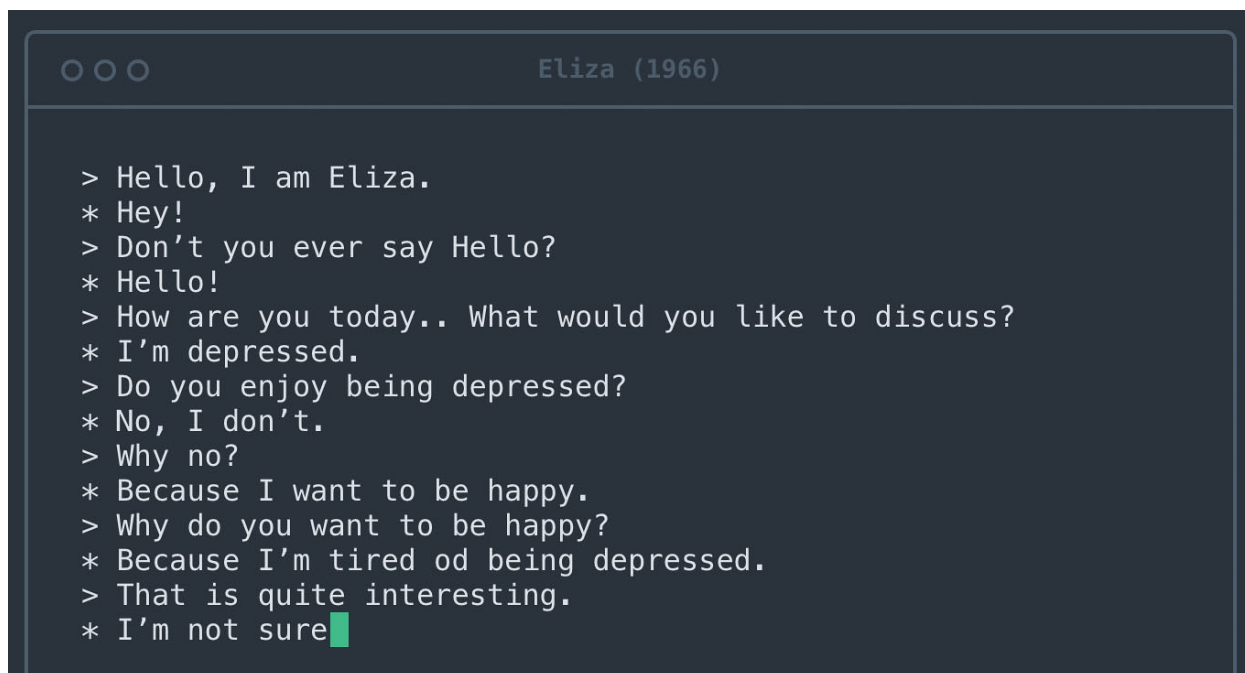 Eliza (1966)
> Hello, I am Eliza.
* Hey!
> Don’t you ever say Hello?
* Hello!
> How are you today.. What would you like to discuss?
* I’m depressed.
> Do you enjoy being depressed?
* No, I don’t.
> Why no?
* Because I want to be happy.
> Why do you want to be happy?
* Because I’m tired od being depressed.
> That is quite interesting.
* I’m not sure